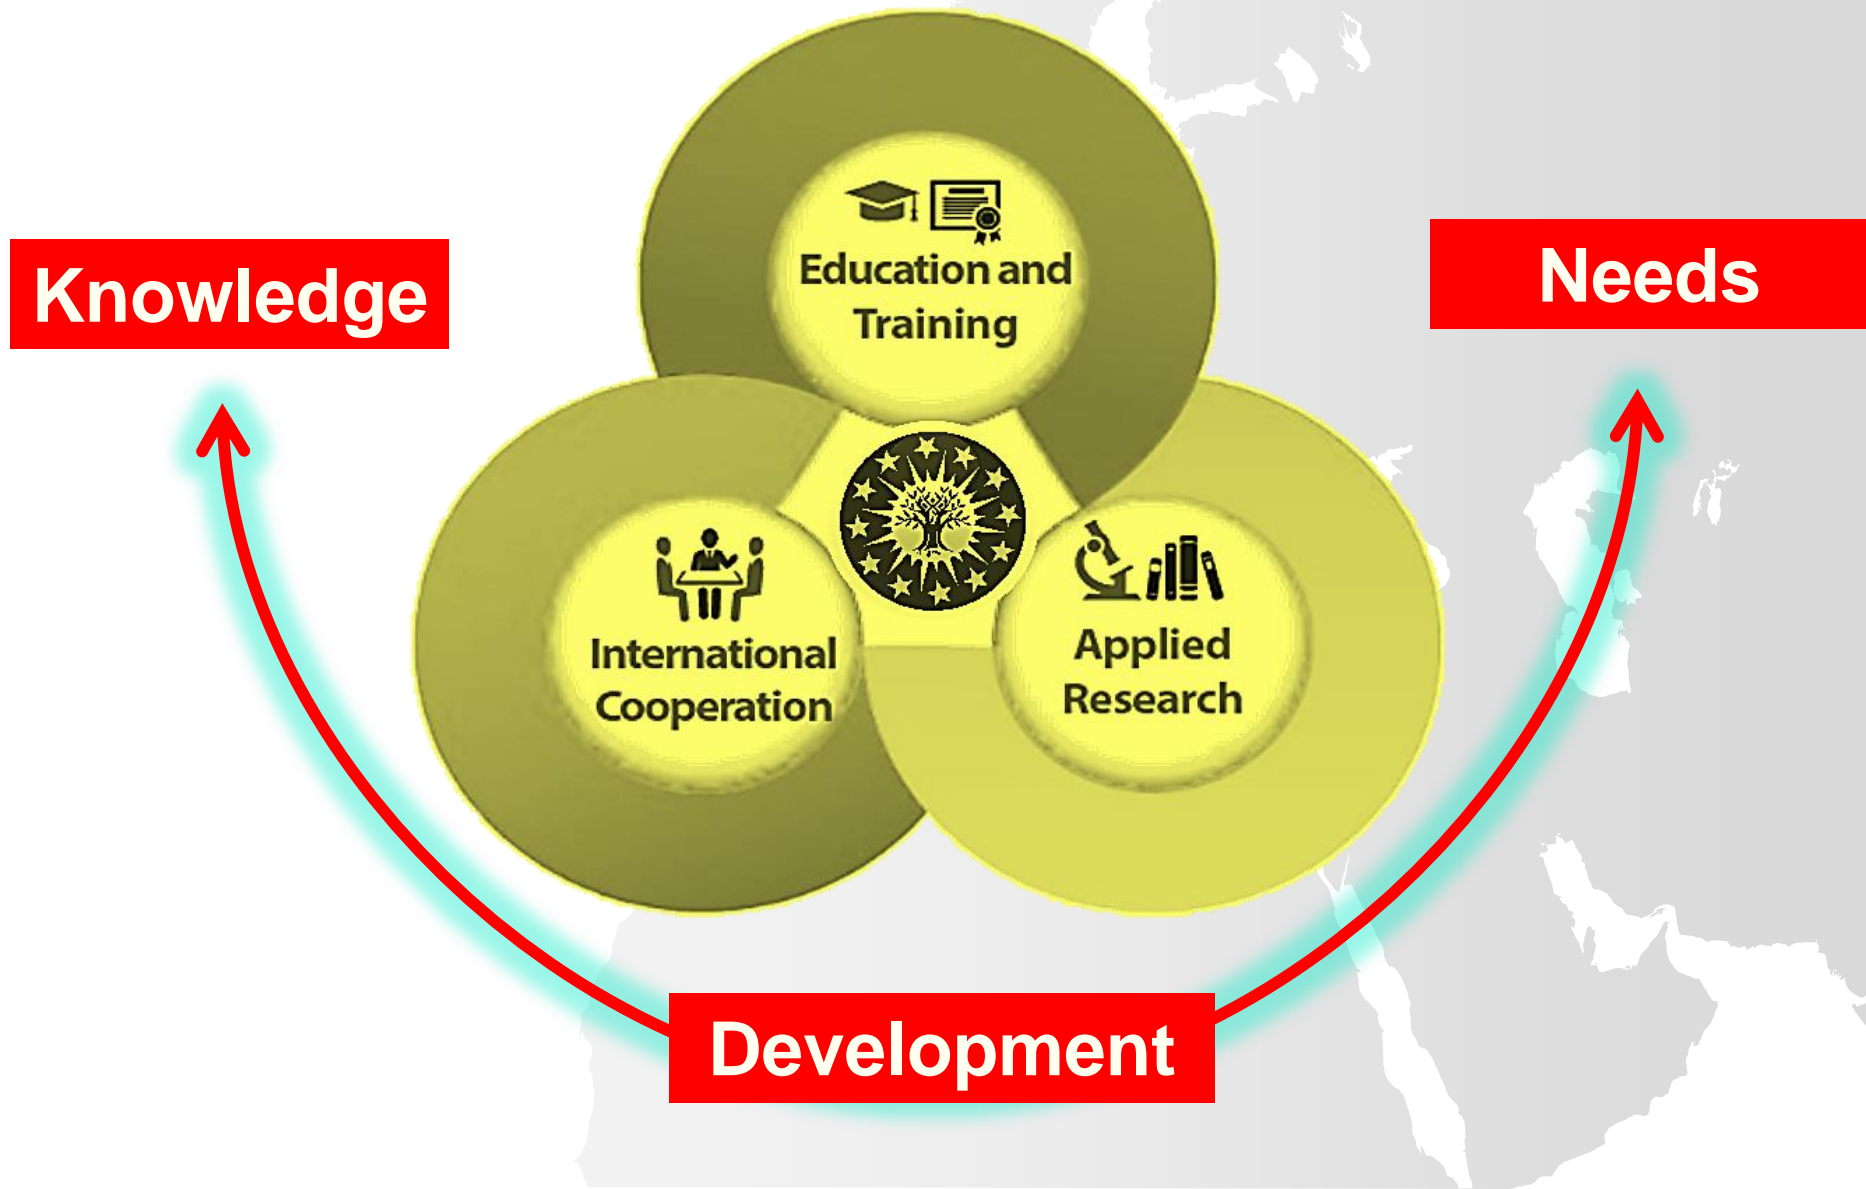 Education and
Training
Knowledge
Needs
International
Cooperation
Applied
Research
Development